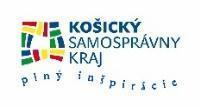 KOŠICKÝ
SAMOSPRÁVNY
KRAJ
plný inšpirácie